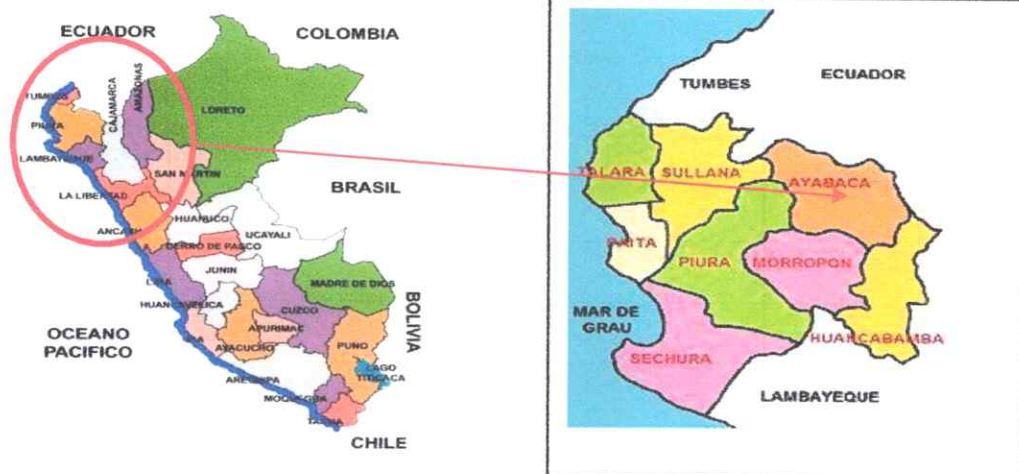 ECUADOR
COLOMBIA
TUMBES
PIURA
CAJAMARCA
AMAZONAS
LORETO
LAMBAYEQUE
SAN MARTIN
LA LIBERTAD
BRASIL
HUANUCO
ANCASH
UCAYALI
CERRO DE PASCO
JUNIN
LIMA
MADRE DE DIOS
HUANCAVELICA
CUZCO
BOLIVIA
OCEANO
PACIFICO
ICA
AYACUCHO
APURIMAC
PUNO
LAGO
TITICACA
AREQUIPA
MOQUEGUA
TACNA
CHILE
TUMBES
ECUADOR
TALARA
SULLANA
AYABACA
PAITA
PIURA
MORROPON
MAR DE
GRAU
HUANCABAMBA
SECHURA
LAMBAYEQUE